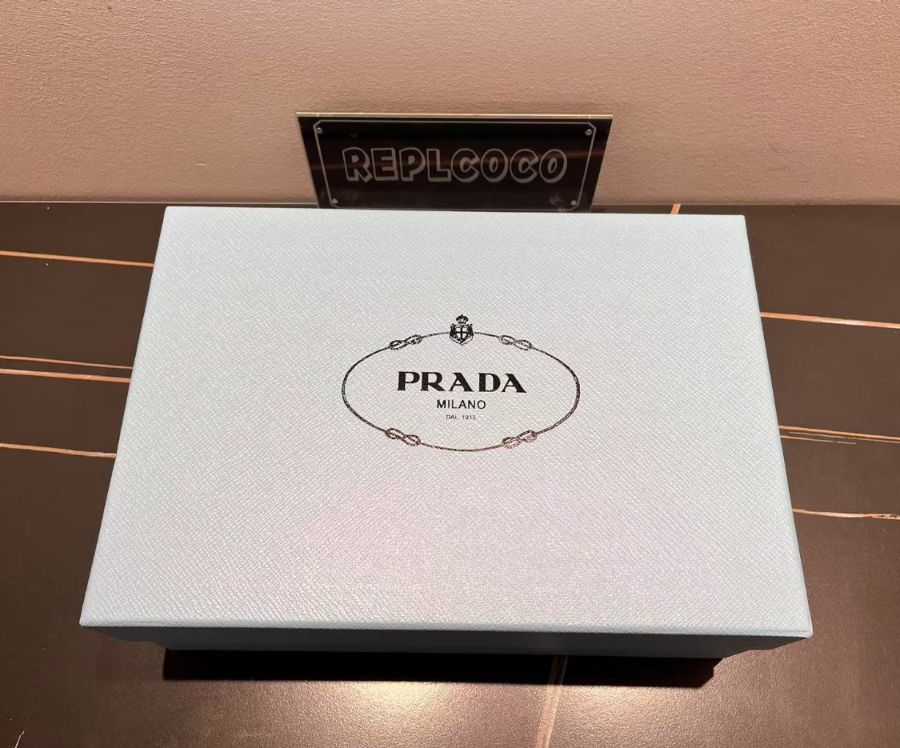 REPLCOCO
PRADA
MILANO
DAL 1913